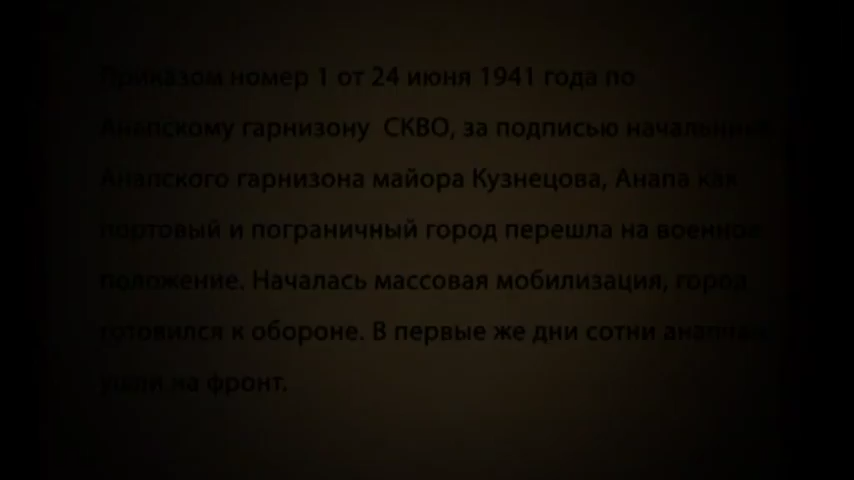 Приказом номер 1 от 24 июня 1941 года по
Анапскому гарнизону СКВО, за подписью начальника
Анапского гарнизона майора Кузнецова, Анапа как
портовый и пограничный город перешла на военное
положение. Началась массовая мобилизация, город
готовился к обороне. В первые же дни сотни анапчан
ушли на фронт.